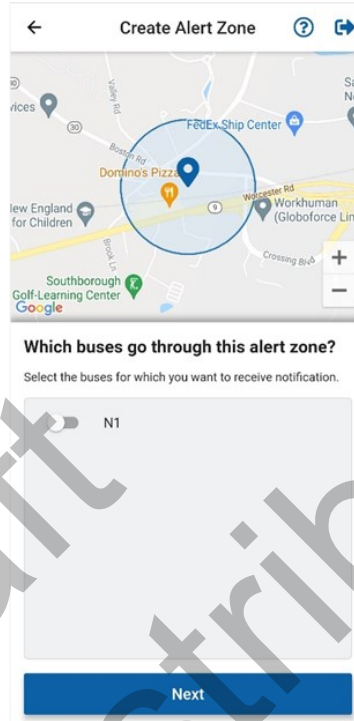 Create Alert Zone
Valley Rd
vices
30
FedEx Ship Center
Boston Rd
Domino's Pizza
Worcester Rd
9
New England
for Children
Workhuman
(Globoforce Lin
Brook Ln
Crossing Blvd
+
Southborough
Golf-Learning Center
−
Google
Which buses go through this alert zone?
Select the buses for which you want to receive notification.
N1
Next